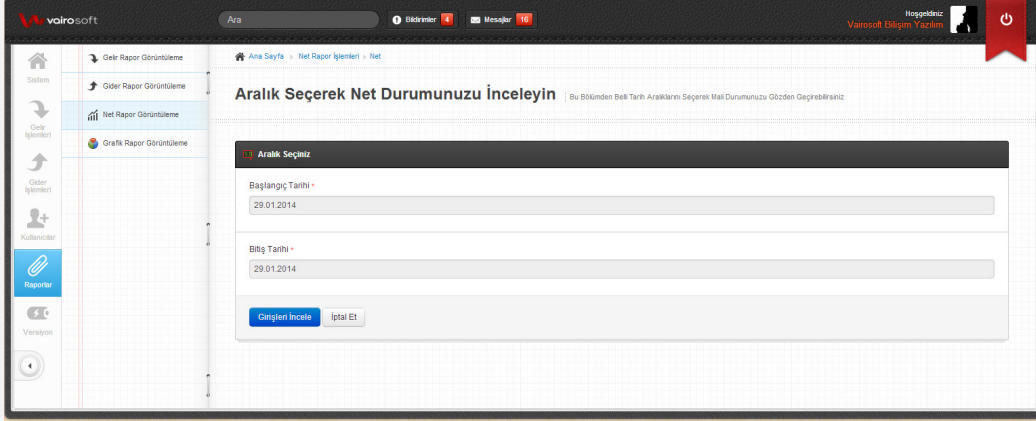 vairosoft
Ara
Bildirimler 4
Mesajlar 16
Hoşgeldiniz
Vairosoft Bilişim Yazılım
Sistem
Gelir
İşlemleri
Gider
İşlemleri
Kullanıcılar
Raporlar
Versiyon
Gelir Rapor Görüntüleme
Gider Rapor Görüntüleme
Net Rapor Görüntüleme
Grafik Rapor Görüntüleme
Ana Sayfa » Net Rapor İşlemleri » Net
Aralık Seçerek Net Durumunuzu İnceleyin
Bu Bölümden Belli Tarih Aralıklarını Seçerek Mali Durumunuzu Gözden Geçirebilirsiniz
Aralık Seçiniz
Başlangıç Tarihi *
29.01.2014
Bitiş Tarihi *
29.01.2014
Girişleri İncele
İptal Et